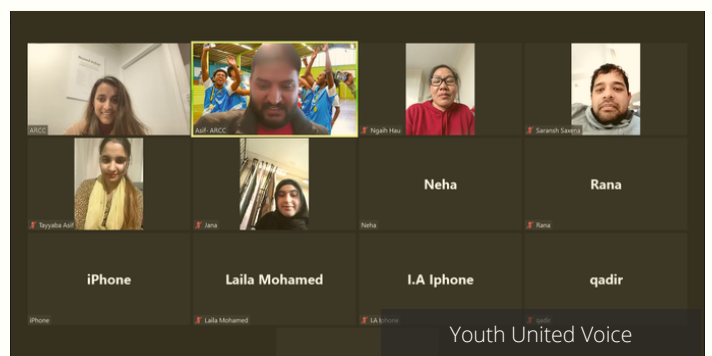 ARCC
Asif- ARCC
Ngaih Hau
Saransh Saxena
Tayyaba Asif
Jana
Neha
Neha
Rana
Rana
iPhone
iPhone
Laila Mohamed
Laila Mohamed
I.A Iphone
I.A Iphone
qadir
qadir
Youth United Voice